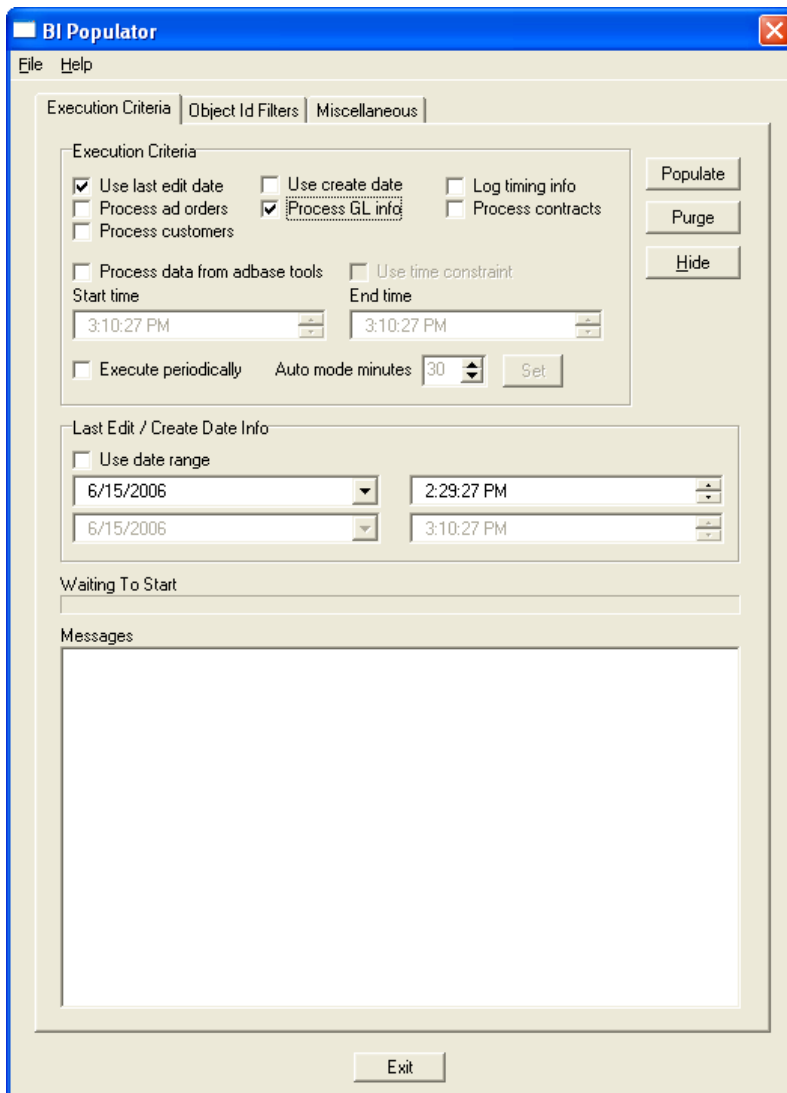 BI Populator
File Help
Execution Criteria Object Id Filters Miscellaneous
Execution Criteria
Use last edit date Use create date Log timing info
Process ad orders Process GL info Process contracts
Process customers
Populate
Purge
Hide
Process data from adbase tools Use time constraint
Start time End time
3:10:27 PM 3:10:27 PM
Execute periodically Auto mode minutes 30 Set
Last Edit / Create Date Info
Use date range
6/15/2006 2:29:27 PM
6/15/2006 3:10:27 PM
Waiting To Start
Messages
Exit